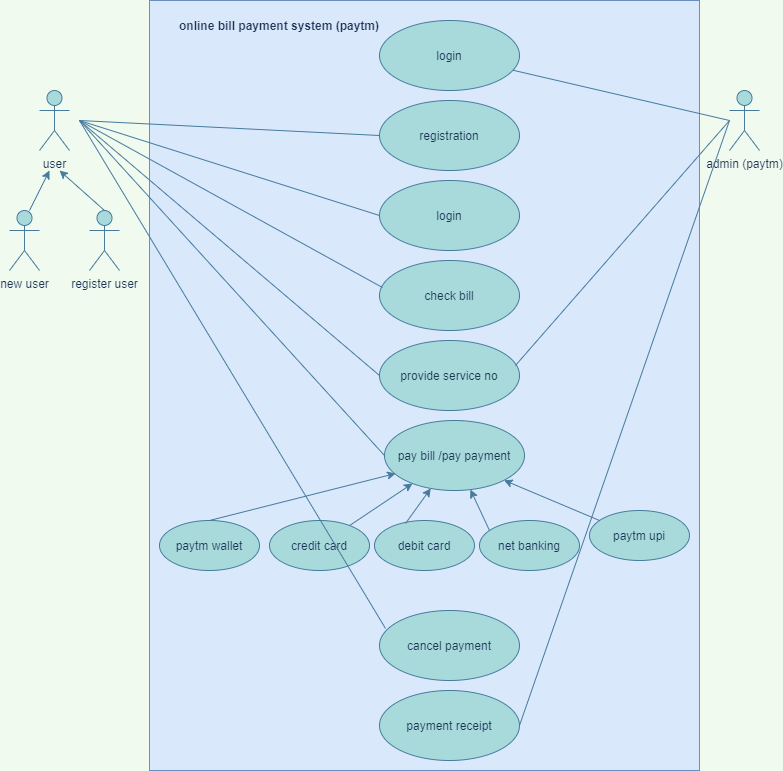 online bill payment system (paytm)
login
registration
user
admin (paytm)
login
new user
register user
check bill
provide service no
pay bill /pay payment
paytm wallet
credit card
debit card
net banking
paytm upi
cancel payment
payment receipt